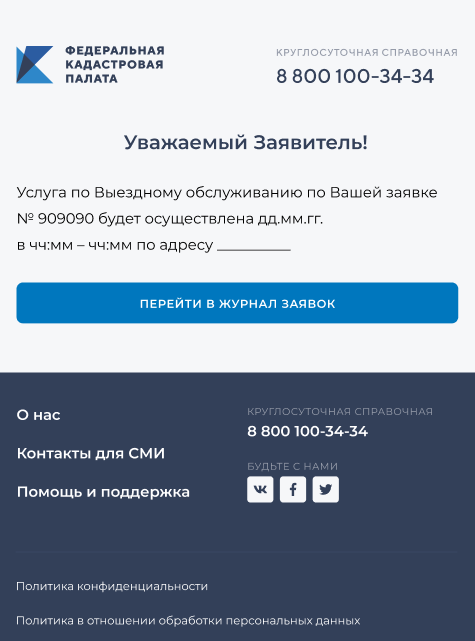 ФЕДЕРАЛЬНАЯ
КАДАСТРОВАЯ
ПАЛАТА
КРУГЛОСУТОЧНАЯ СПРАВОЧНАЯ
8 800 100-34-34
Уважаемый Заявитель!
Услуга по Выездному обслуживанию по Вашей заявке
№ 909090 будет осуществлена дд.мм.гг.
в чч:мм – чч:мм по адресу __________
ПЕРЕЙТИ В ЖУРНАЛ ЗАЯВОК
О нас
Контакты для СМИ
Помощь и поддержка
КРУГЛОСУТОЧНАЯ СПРАВОЧНАЯ
8 800 100-34-34
БУДЬТЕ С НАМИ
Политика конфиденциальности
Политика в отношении обработки персональных данных